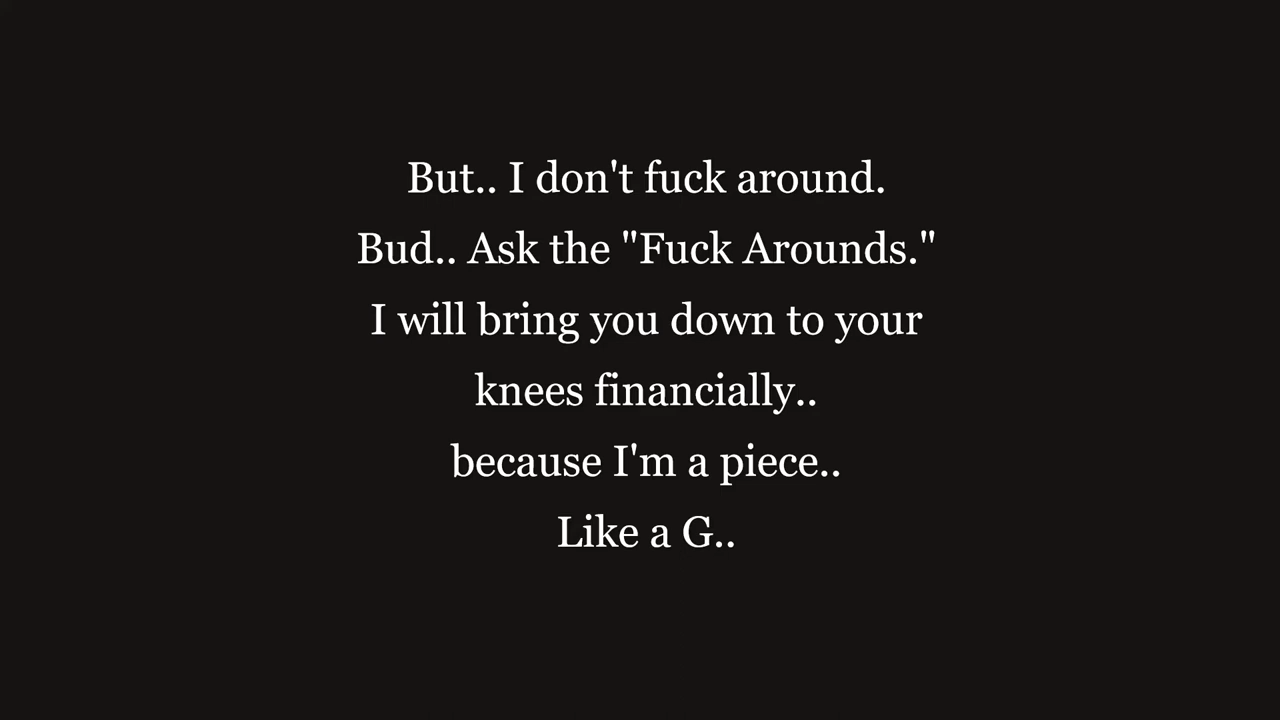 But.. I don't fuck around.
Bud.. Ask the "Fuck Arounds."
I will bring you down to your
knees financially..
because I'm a piece..
Like a G..